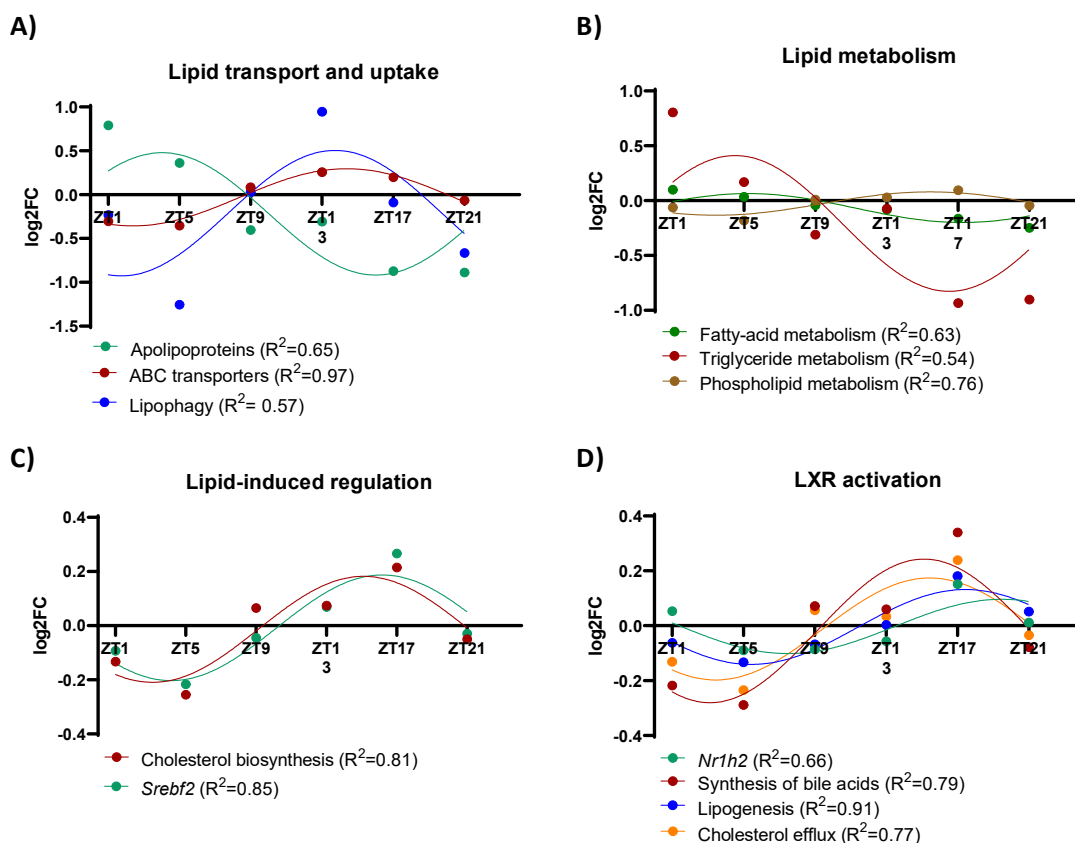 A)
Lipid transport and uptake
log2FC
1.0
0.5
0.0
-0.5
-1.0
-1.5
ZT1 ZT5 ZT9 ZT1 ZT17 ZT21
3
Apolipoproteins (R²=0.65)
ABC transporters (R²=0.97)
Lipophagy (R²= 0.57)
B)
Lipid metabolism
log2FC
1.0
0.5
0.0
-0.5
-1.0
ZT1 ZT5 ZT9 ZT1 ZT1 ZT21
3 7
Fatty-acid metabolism (R²=0.63)
Triglyceride metabolism (R²=0.54)
Phospholipid metabolism (R²=0.76)
C)
Lipid-induced regulation
log2FC
0.4
0.2
0.0
-0.2
-0.4
ZT1 ZT5 ZT9 ZT1 ZT17 ZT21
3
Cholesterol biosynthesis (R²=0.81)
Srebf2 (R²=0.85)
D)
LXR activation
log2FC
0.4
0.2
0.0
-0.2
-0.4
ZT1 ZT5 ZT9 ZT1 ZT17 ZT21
3
Nr1h2 (R²=0.66)
Synthesis of bile acids (R²=0.79)
Lipogenesis (R²=0.91)
Cholesterol efflux (R²=0.77)